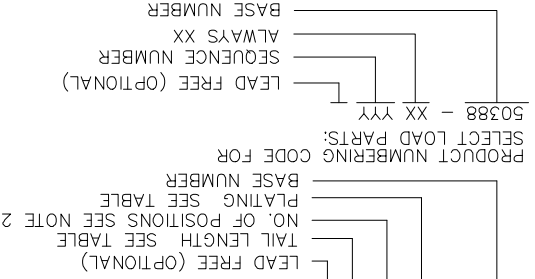 LEAD FREE (OPTIONAL)
TAIL LENGTH SEE TABLE
NO. OF POSITIONS SEE NOTE 2
PLATING SEE TABLE
BASE NUMBER
PRODUCT NUMBERING CODE FOR
SELECT LOAD PARTS:
50388 - XX YYY _
LEAD FREE (OPTIONAL)
SEQUENCE NUMBER
ALWAYS XX
BASE NUMBER